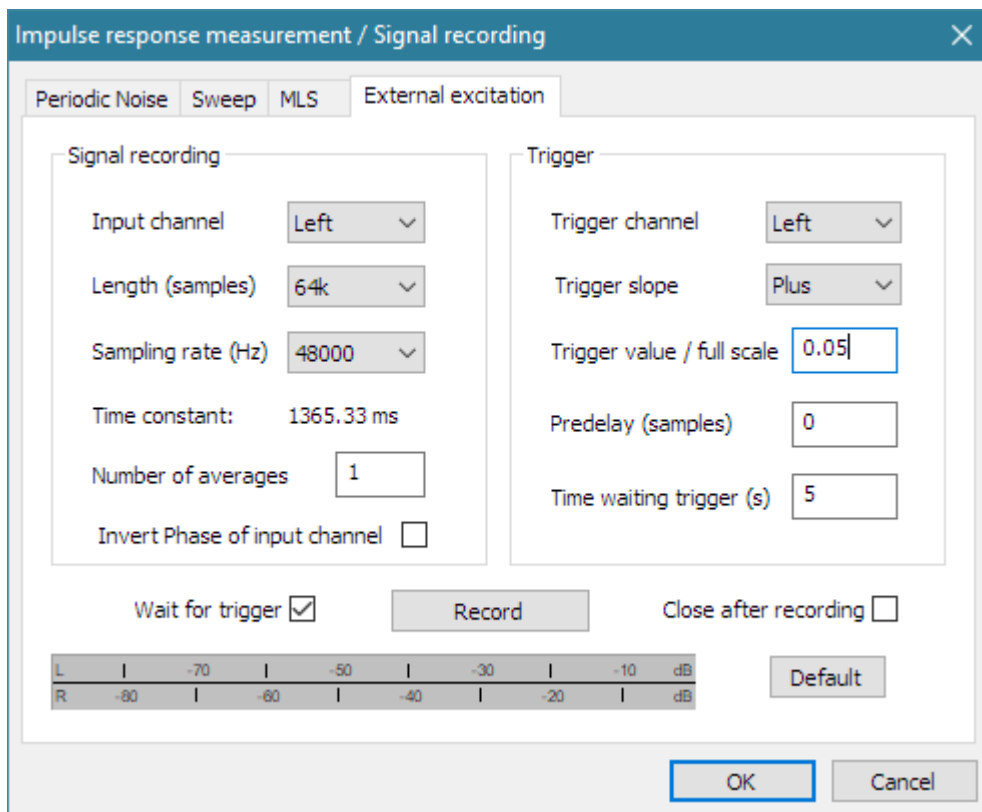 Impulse response measurement / Signal recording
Periodic Noise Sweep MLS External excitation
Signal recording
Input channel Left
Length (samples) 64k
Sampling rate (Hz) 48000
Time constant: 1365.33 ms
Number of averages 1
Invert Phase of input channel
Trigger
Trigger channel Left
Trigger slope Plus
Trigger value / full scale 0.05
Predelay (samples) 0
Time waiting trigger (s) 5
Wait for trigger Record Close after recording
L -70 -50 -30 -10 dB
R -80 -60 -40 -20 dB
Default
OK Cancel